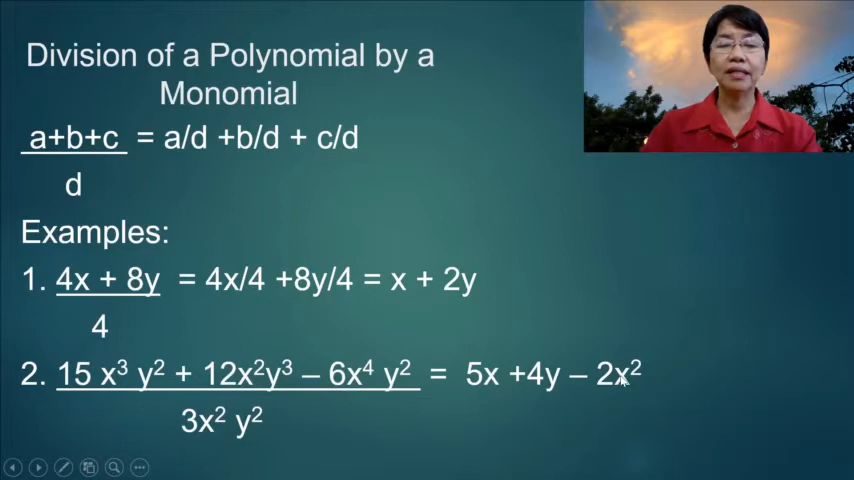 Division of a Polynomial by a
Monomial
a+b+c = a/d +b/d + c/d
d
Examples:
1. 4x + 8y = 4x/4 +8y/4 = x + 2y
4
2. 15 x³ y² + 12x²y³ – 6x⁴ y² = 5x +4y – 2x²
3x² y²